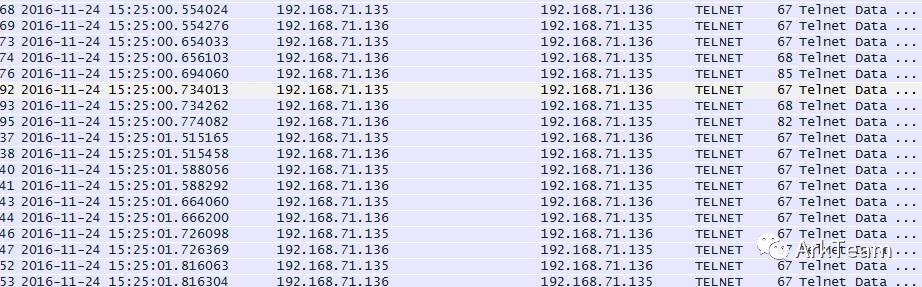 68 2016-11-24 15:25:00.554024 192.168.71.135 192.168.71.136 TELNET 67 Telnet Data ...
69 2016-11-24 15:25:00.554276 192.168.71.136 192.168.71.135 TELNET 67 Telnet Data ...
73 2016-11-24 15:25:00.654033 192.168.71.135 192.168.71.136 TELNET 67 Telnet Data ...
74 2016-11-24 15:25:00.656103 192.168.71.136 192.168.71.135 TELNET 68 Telnet Data ...
76 2016-11-24 15:25:00.694060 192.168.71.136 192.168.71.135 TELNET 85 Telnet Data ...
92 2016-11-24 15:25:00.734013 192.168.71.135 192.168.71.136 TELNET 67 Telnet Data ...
93 2016-11-24 15:25:00.734262 192.168.71.136 192.168.71.135 TELNET 68 Telnet Data ...
95 2016-11-24 15:25:00.774082 192.168.71.136 192.168.71.135 TELNET 82 Telnet Data ...
37 2016-11-24 15:25:01.515165 192.168.71.135 192.168.71.136 TELNET 67 Telnet Data ...
38 2016-11-24 15:25:01.515458 192.168.71.136 192.168.71.135 TELNET 67 Telnet Data ...
40 2016-11-24 15:25:01.588056 192.168.71.135 192.168.71.136 TELNET 67 Telnet Data ...
41 2016-11-24 15:25:01.588292 192.168.71.136 192.168.71.135 TELNET 67 Telnet Data ...
43 2016-11-24 15:25:01.664060 192.168.71.135 192.168.71.136 TELNET 67 Telnet Data ...
44 2016-11-24 15:25:01.666200 192.168.71.136 192.168.71.135 TELNET 67 Telnet Data ...
46 2016-11-24 15:25:01.726098 192.168.71.135 192.168.71.136 TELNET 67 Telnet Data ...
47 2016-11-24 15:25:01.726369 192.168.71.136 192.168.71.135 TELNET 67 Telnet Data ...
52 2016-11-24 15:25:01.816063 192.168.71.135 192.168.71.136 TELNET 67 Telnet Data ...
53 2016-11-24 15:25:01.816304 192.168.71.136 192.168.71.135 TELNET 67 Telnet Data ...
ArkTeam